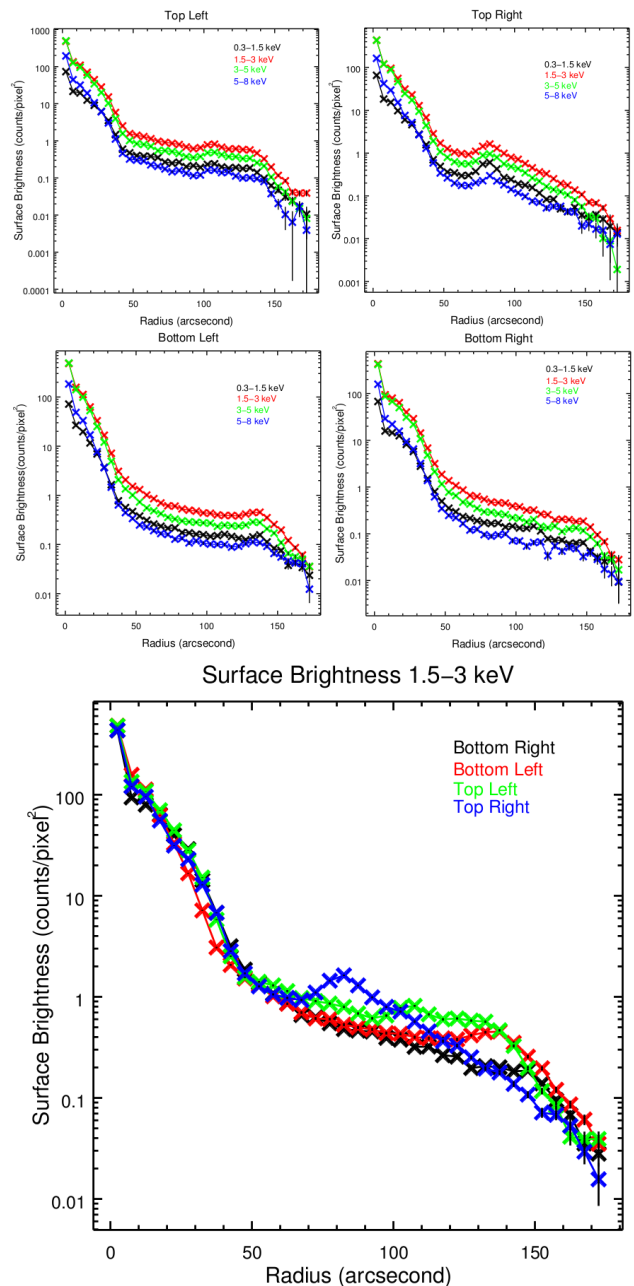 Top Left
1000
100
10
1
0.1
0.01
0.001
0.0001
Surface Brightness (counts/pixel²)
0.3−1.5 keV
1.5−3 keV
3−5 keV
5−8 keV
0 50 100 150
Radius (arcsecond)
Top Right
100
10
1
0.1
0.01
0.001
Surface Brightness (counts/pixel²)
0.3−1.5 keV
1.5−3 keV
3−5 keV
5−8 keV
0 50 100 150
Radius (arcsecond)
Bottom Left
100
10
1
0.1
0.01
Surface Brightness(counts/pixel²)
0.3−1.5 keV
1.5−3 keV
3−5 keV
5−8 keV
0 50 100 150
Radius (arcsecond)
Bottom Right
100
10
1
0.1
0.01
Surface Brightness (counts/pixel²)
0.3−1.5 keV
1.5−3 keV
3−5 keV
5−8 keV
0 50 100 150
Radius (arcsecond)
Surface Brightness 1.5−3 keV
100
10
1
0.1
0.01
Surface Brightness (counts/pixel²)
Bottom Right
Bottom Left
Top Left
Top Right
0 50 100 150
Radius (arcsecond)